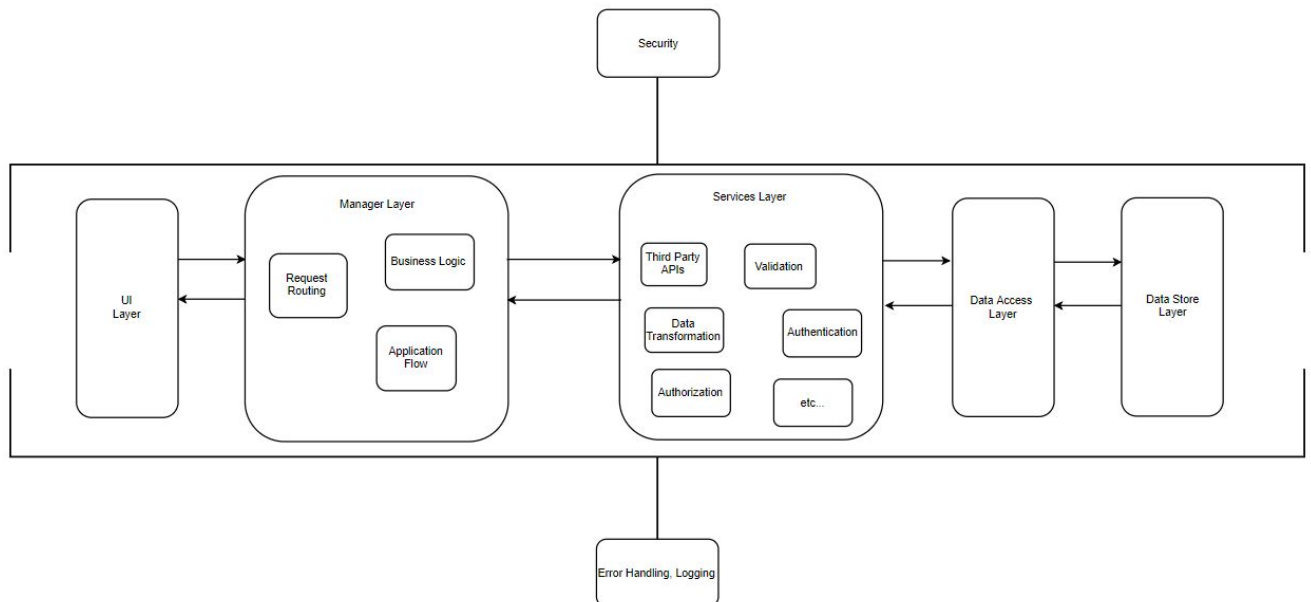 Security
Manager Layer
Services Layer
Business Logic
Third Party
APIs
Validation
Request
Routing
UI
Layer
Data Access
Layer
Data Store
Layer
Data
Transformation
Authentication
Application
Flow
Authorization
etc...
Error Handling, Logging